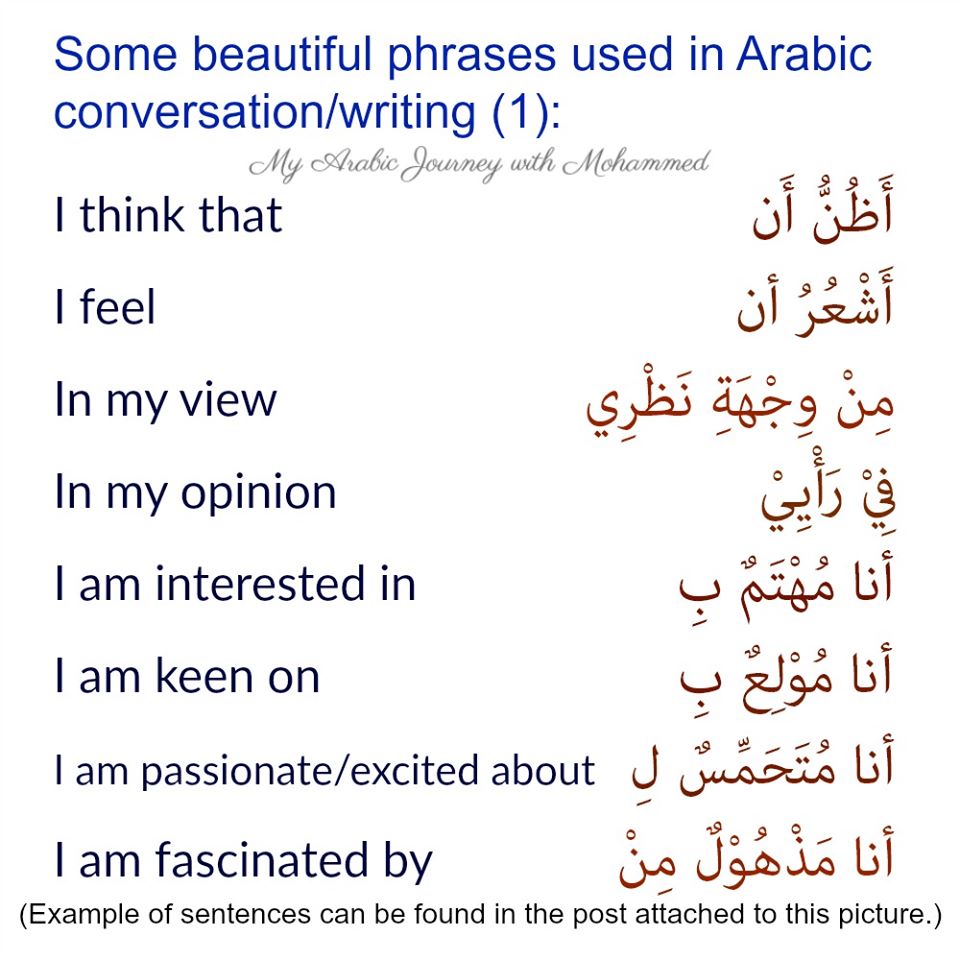 Some beautiful phrases used in Arabic
conversation/writing (1):
My Arabic Journey with Mohammed
I think that أَظُنُّ أَن
I feel أَشْعُرُ أن
In my view مِنْ وِجْهَةِ نَظْرِي
In my opinion فِيْ رَأْيِيْ
I am interested in أنا مُهْتَمٌ بِ
I am keen on أنا مُوْلِعٌ بِ
I am passionate/excited about أنا مُتَحَمِّسٌ لِ
I am fascinated by أنا مَذْهُوْلٌ مِنْ
(Example of sentences can be found in the post attached to this picture.)